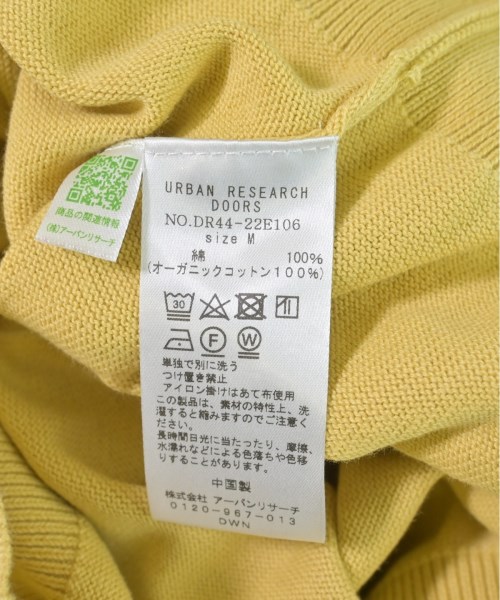 商品の関連情報
(株)アーバンリサーチ
URBAN RESEARCH
DOORS
NO.DR44-22E106
size M
綿 100%
(オーガニックコットン100%)
30
F W
単独で別に洗う
つけ置き禁止
アイロン掛けはあて布使用
この製品は、素材の特性上、洗
濯すると縮みますのでご注意く
ださい。
長時間日光に当たったり、摩擦、
水濡れなどによる色落ちや色移
りすることがあります。
中国製
株式会社 アーバンリサーチ
0120-967-013
DWN